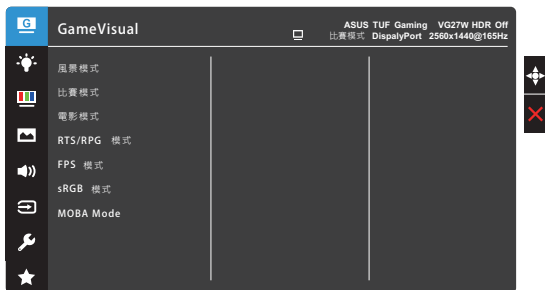 G
GameVisual
ASUS TUF Gaming VG27W HDR Off
比賽模式 DispalyPort 2560x1440@165Hz
風景模式
比賽模式
電影模式
RTS/RPG 模式
FPS 模式
sRGB 模式
MOBA Mode